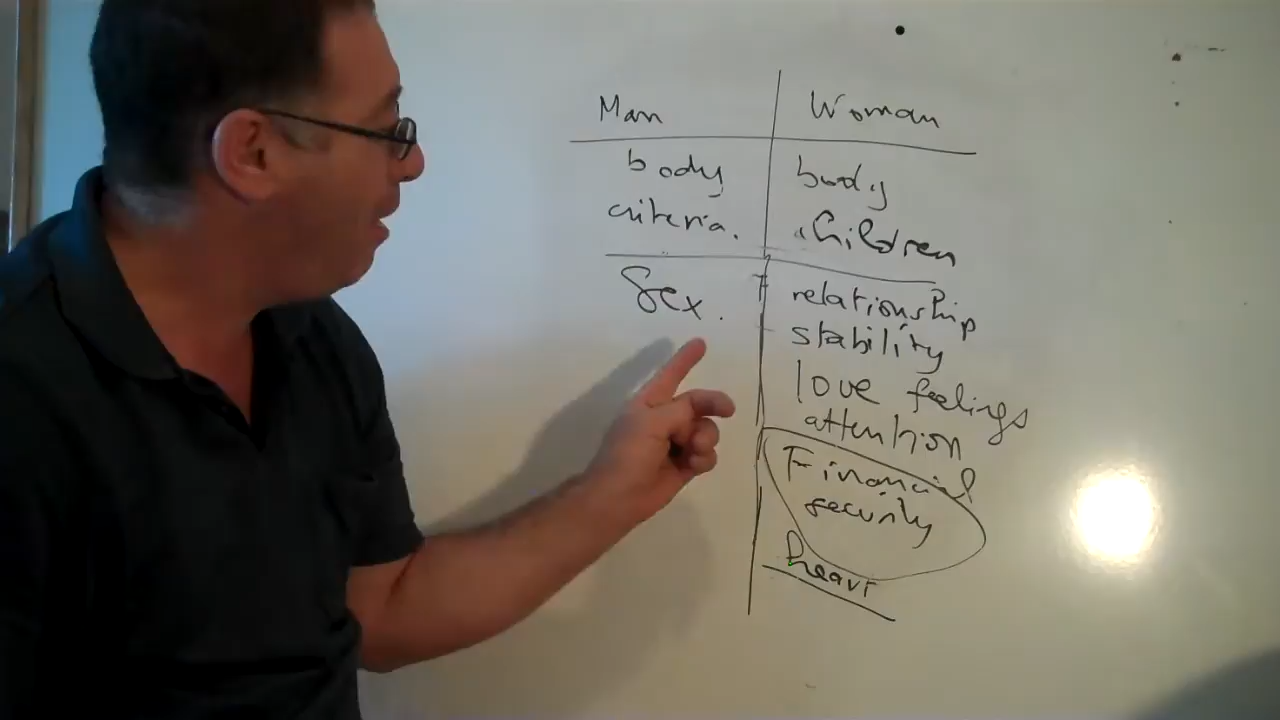 Man
Woman
body
criteria.
body
children
Sex.
relationship
stability
love feelings
attention
Financial
security
heart